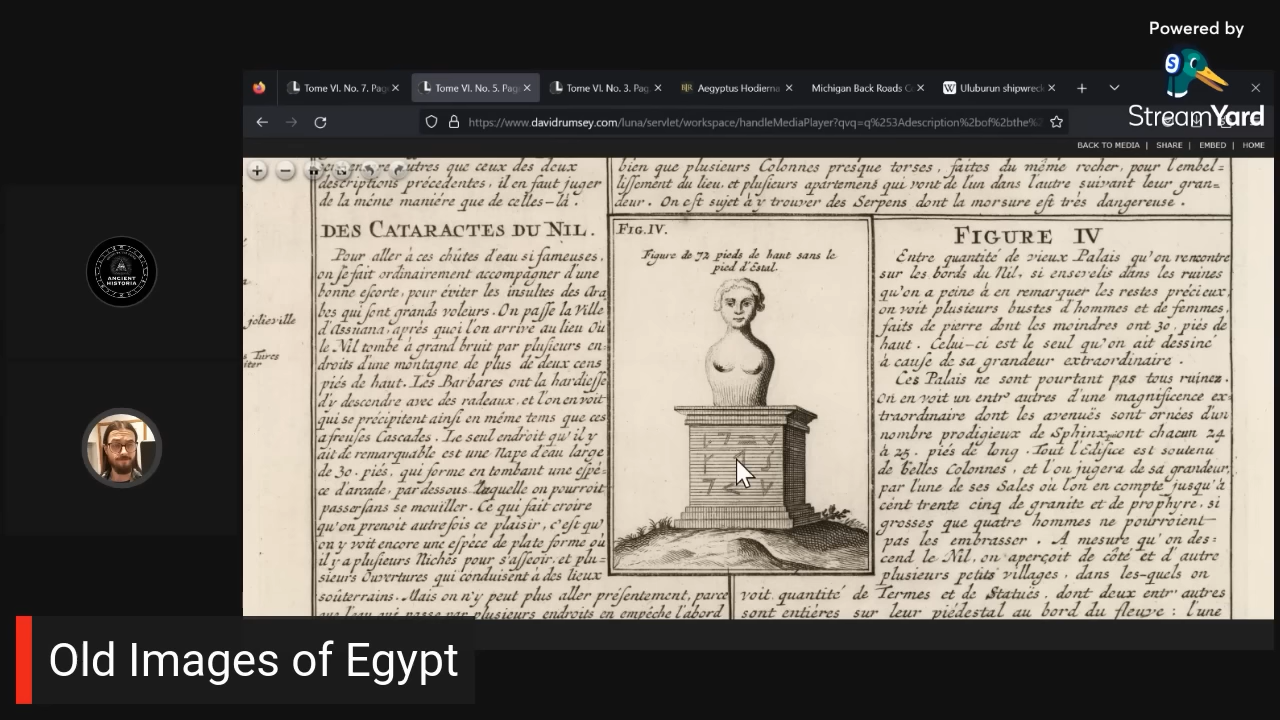 Powered by
StreamYard
Tome VI. No. 7. Pag
Tome VI. No. 5. Pag
Tome VI. No. 3. Pag
Aegyptus Hodierna
Michigan Back Roads C
Uluburun shipwreck
https://www.davidrumsey.com/luna/servlet/workspace/handleMediaPlayer?qvq=q%253Adescription%2bof%2bthe%
BACK TO MEDIA | SHARE | EMBED | HOME
autres que ceux des deux
descriptions précedentes, il en faut juger
de la même manière que de celles-là.
bien que plusieurs Colonnes presque torses, faites du même rocher, pour l'embel-
lissement du lieu, et plusieurs apartemens qui vont de l'un dans l'autre suivant leur gran-
deur. On est sujet à y trouver des Serpens dont la morsure est très dangereuse.
jolieville
s Turcs
DES CATARACTES DU NIL.
Pour aller à ces chûtes d'eau si fameuses,
on se fait ordinairement accompagner d'une
bonne escorte, pour éviter les insultes des Ara
bes qui sont grands voleurs. On passe la Ville
d'Assuana, après quoi l'on arrive au lieu Où
le Nil tombe à grand bruit par plusieurs en-
droits d'une montagne de plus de deux cens
piés de haut. Les Barbares ont la hardiesse
d'y descendre avec des radeaux, et l'on en voit
qui se précipitent ainsi en même tems que ces
afreuses Cascades. Le seul endroit qu'il y
ait de remarquable est une Nape d'eau large
de 30. piés, qui forme en tombant une espé-
ce d'arcade, par dessous laquelle on pourroit
passer sans se mouiller. Ce qui fait croire
qu'on prenoit autrefois ce plaisir, c'est qu'
on y voit encore une espéce de plate forme où
il y a plusieurs Niches pour s'asseoir, et plu-
sieurs Ouvertures qui conduisent à des lieux
soûterrains. Mais on n'y peut plus aller présentement, parce
que l'eau qui passe par plusieurs endroits en empêche l'abord
FIG. IV.
Figure de 72 pieds de haut sans le
pied d'Estal.
FIGURE IV
Entre quantité de vieux Palais qu'on rencontre
sur les bords du Nil, si ensevelis dans les ruines
qu'on a peine à en remarquer les restes précieux,
on voit plusieurs bustes d'hommes et de femmes,
faits de pierre dont les moindres ont 30. piés de
haut. Celui-ci est le seul qu'on ait dessiné
à cause de sa grandeur extraordinaire.
Ces Palais ne sont pourtant pas tous ruinez.
On en voit un entr' autres d'une magnificence ex-
traordinaire dont les avenuës sont ornées d'un
nombre prodigieux de Sphinx qui ont chacun 24
à 25. piés de long. Tout l'Edifice est soutenu
de belles Colonnes, et l'on jugera de sa grandeur,
par l'une de ses Sales où l'on en compte jusqu'à
cent trente cinq de granite et de prophyre, si
grosses que quatre hommes ne pourroient
pas les embrasser. A mesure qu'on des-
cend le Nil, on aperçoit de côté et d'autre
plusieurs petits villages, dans les-quels on
voit quantité de Termes et de Statuës, dont deux entr' autres
sont entières sur leur piédestal au bord du fleuve : l'une
ANCIENT
HISTORIA
Old Images of Egypt